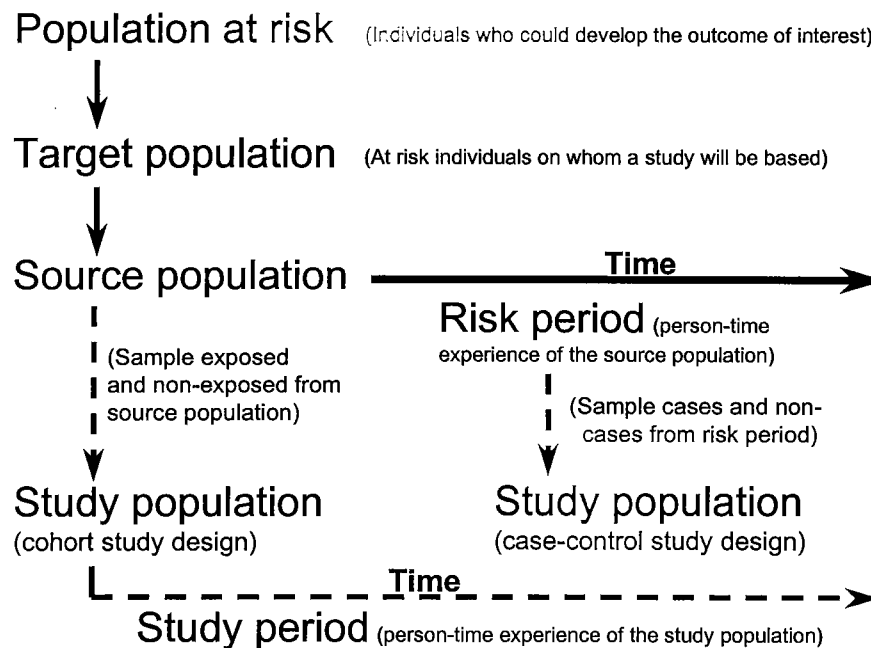 Population at risk (Individuals who could develop the outcome of interest)
Target population (At risk individuals on whom a study will be based)
Source population
Time
Risk period (person-time
experience of the source population)
(Sample exposed
and non-exposed from
source population)
(Sample cases and non-
cases from risk period)
Study population
(cohort study design)
Study population
(case-control study design)
Time
Study period (person-time experience of the study population)